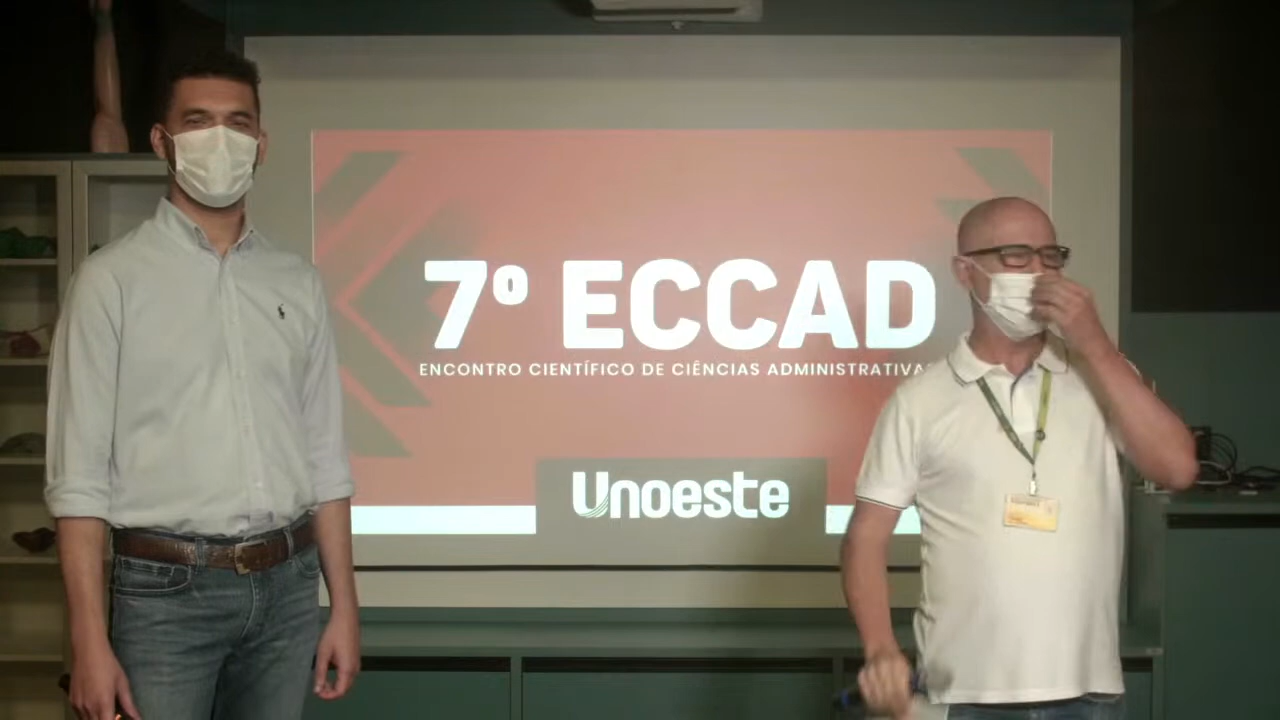 7º ECCAD
ENCONTRO CIENTÍFICO DE CIÊNCIAS ADMINISTRATIVAS
Unoeste